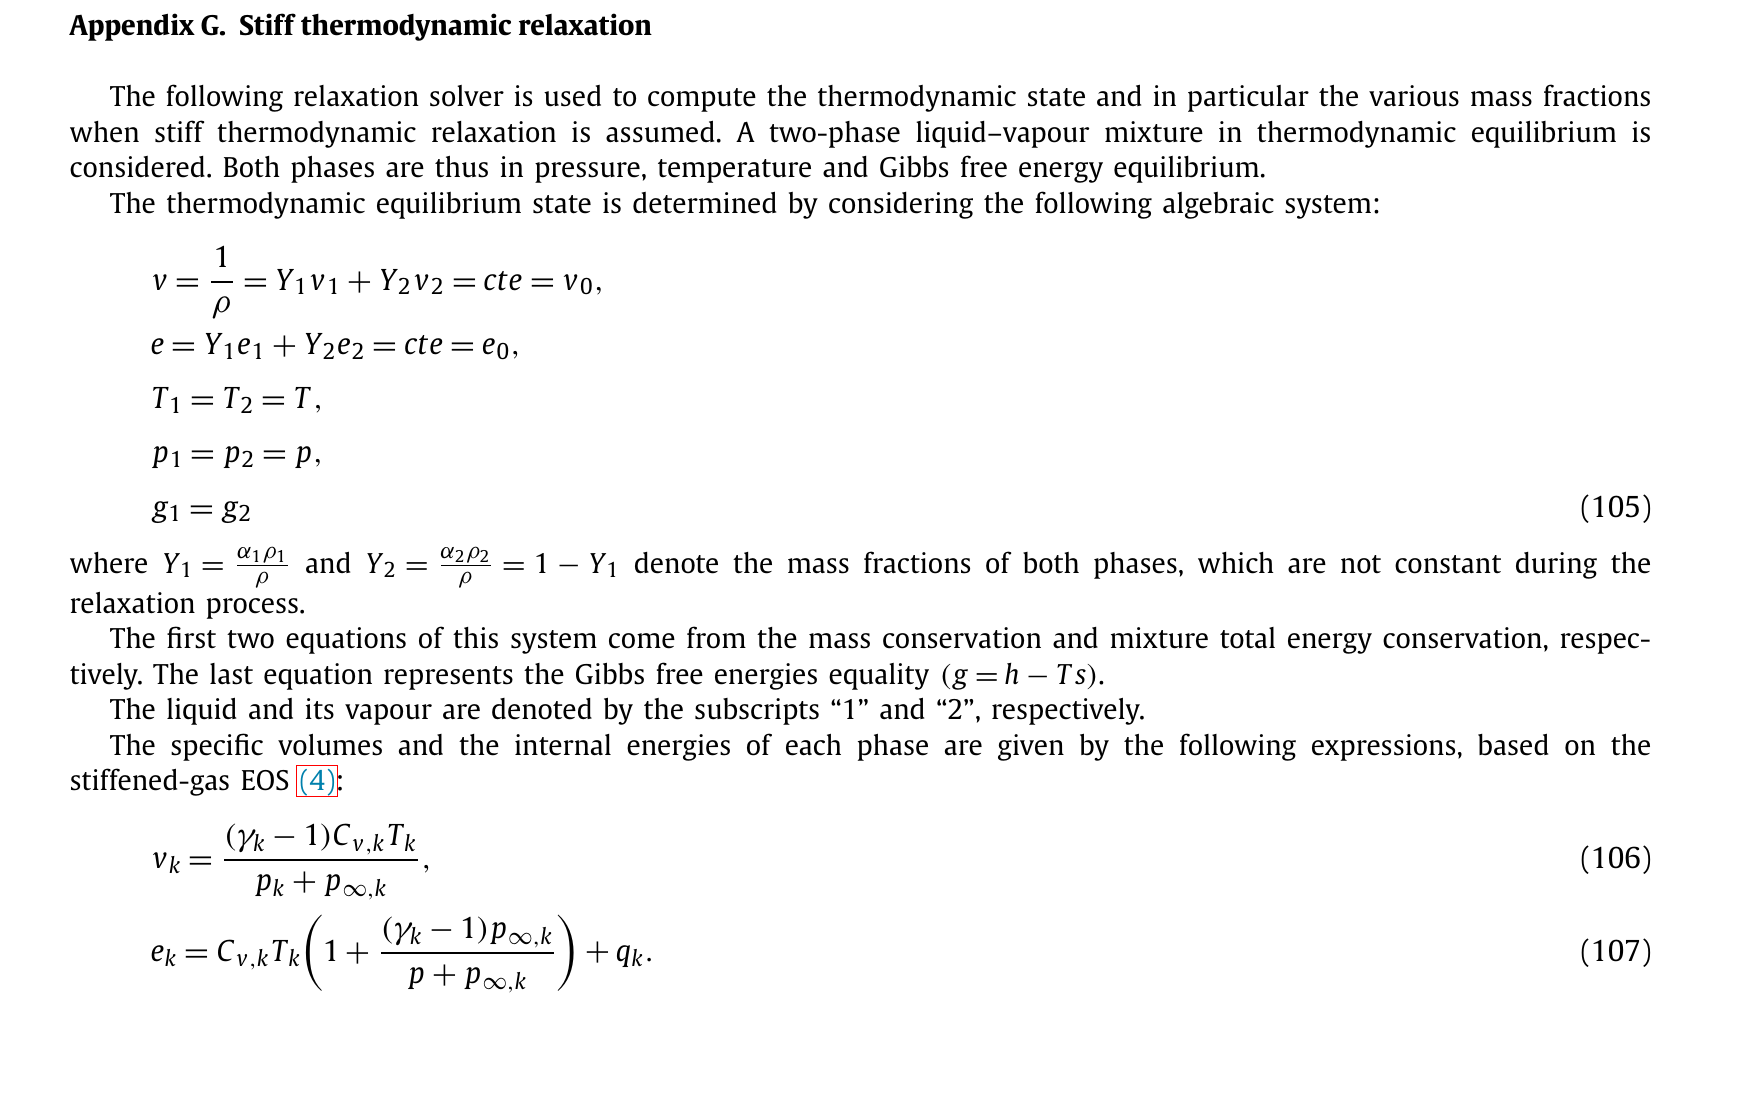 Appendix G. Stiff thermodynamic relaxation
The following relaxation solver is used to compute the thermodynamic state and in particular the various mass fractions
when stiff thermodynamic relaxation is assumed. A two-phase liquid–vapour mixture in thermodynamic equilibrium is
considered. Both phases are thus in pressure, temperature and Gibbs free energy equilibrium.
The thermodynamic equilibrium state is determined by considering the following algebraic system:
$v = \frac{1}{\rho} = Y_1 v_1 + Y_2 v_2 = cte = v_0,$
$e = Y_1 e_1 + Y_2 e_2 = cte = e_0,$
$T_1 = T_2 = T,$
$p_1 = p_2 = p,$
$g_1 = g_2$ (105)
where $Y_1 = \frac{\alpha_1 \rho_1}{\rho}$ and $Y_2 = \frac{\alpha_2 \rho_2}{\rho} = 1 - Y_1$ denote the mass fractions of both phases, which are not constant during the
relaxation process.
The first two equations of this system come from the mass conservation and mixture total energy conservation, respec-
tively. The last equation represents the Gibbs free energies equality $(g = h - Ts)$.
The liquid and its vapour are denoted by the subscripts “1” and “2”, respectively.
The specific volumes and the internal energies of each phase are given by the following expressions, based on the
stiffened-gas EOS (4):
$v_k = \frac{(\gamma_k - 1) C_{v,k} T_k}{p_k + p_{\infty,k}},$ (106)
$e_k = C_{v,k} T_k \left( 1 + \frac{(\gamma_k - 1) p_{\infty,k}}{p + p_{\infty,k}} \right) + q_k.$ (107)